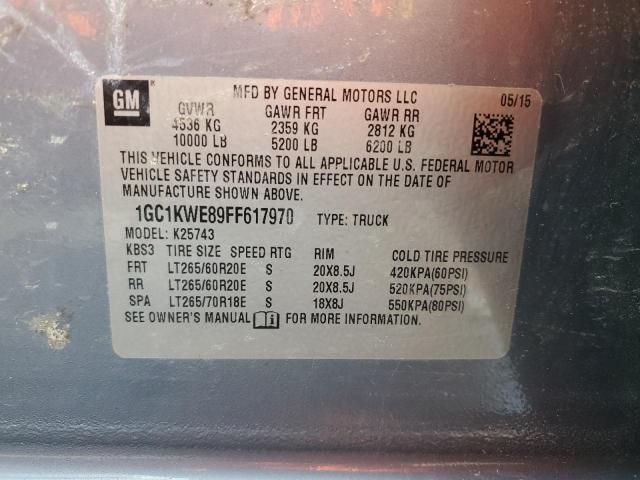 GM
MFD BY GENERAL MOTORS LLC 05/15
GVWR GAWR FRT GAWR RR
4536 KG 2359 KG 2812 KG
10000 LB 5200 LB 6200 LB
THIS VEHICLE CONFORMS TO ALL APPLICABLE U.S. FEDERAL MOTOR
VEHICLE SAFETY STANDARDS IN EFFECT ON THE DATE OF
MANUFACTURE SHOWN ABOVE.
1GC1KWE89FF617970 TYPE: TRUCK
MODEL: K25743
KBS3 TIRE SIZE SPEED RTG RIM COLD TIRE PRESSURE
FRT LT265/60R20E S 20X8.5J 420KPA(60PSI)
RR LT265/60R20E S 20X8.5J 520KPA(75PSI)
SPA LT265/70R18E S 18X8J 550KPA(80PSI)
SEE OWNER'S MANUAL FOR MORE INFORMATION.